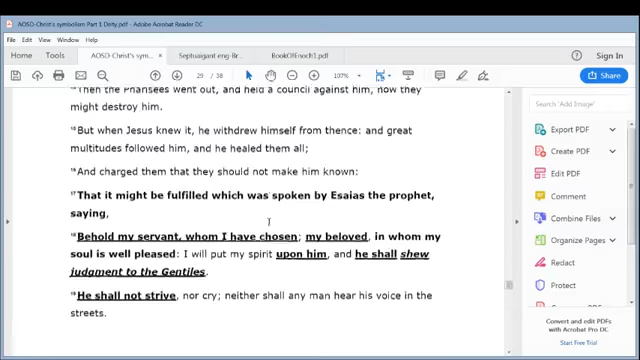 AOSD-Christ's symbolism Part 1 Deity.pdf - Adobe Acrobat Reader DC
File Edit View Window Help
Home Tools AOSD-Christ's sym... × Septuaigant eng-Br... BookOfEnoch1.pdf Sign In
29 / 38 107% Share
14 Then the Pharisees went out, and held a council against him, how they
might destroy him.
15 But when Jesus knew it, he withdrew himself from thence: and great
multitudes followed him, and he healed them all;
16 And charged them that they should not make him known:
17 That it might be fulfilled which was spoken by Esaias the prophet,
saying,
18 Behold my servant, whom I have chosen; my beloved, in whom my
soul is well pleased: I will put my spirit upon him, and he shall shew
judgment to the Gentiles.
19 He shall not strive, nor cry; neither shall any man hear his voice in the
streets.
Search 'Add Image'
Export PDF
Create PDF
Edit PDF
Comment
Combine Files
Organize Pages
Redact
Protect
Convert and edit PDFs
with Acrobat Pro DC
Start Free Trial